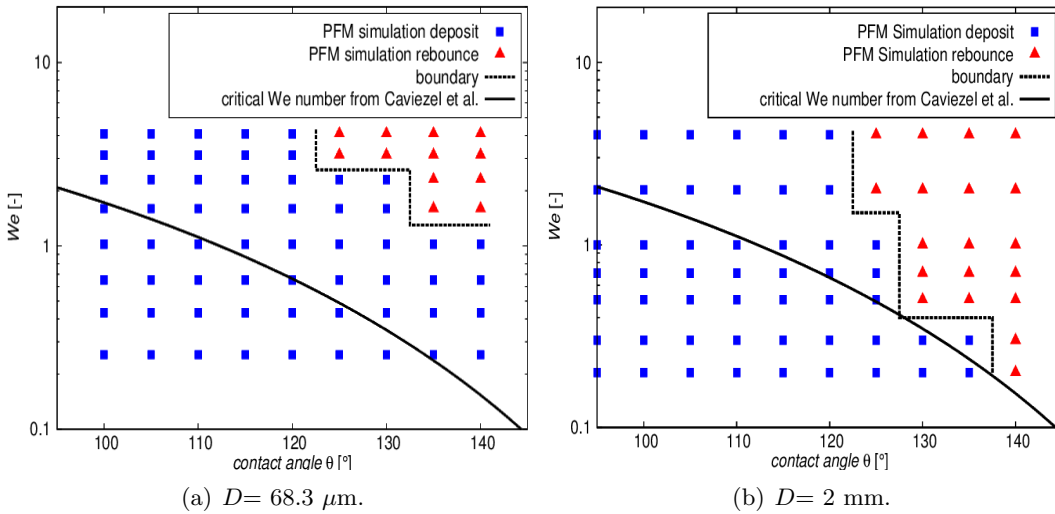 PFM simulation deposit
PFM simulation rebounce
boundary
critical We number from Caviezel et al.
10
1
0.1
We [-]
100
110
120
130
140
contact angle θ [°]
(a) D= 68.3 μm.
PFM Simulation deposit
PFM Simulation rebounce
boundary
critical We number from Caviezel et al.
10
1
0.1
We [-]
100
110
120
130
140
contact angle θ [°]
(b) D= 2 mm.